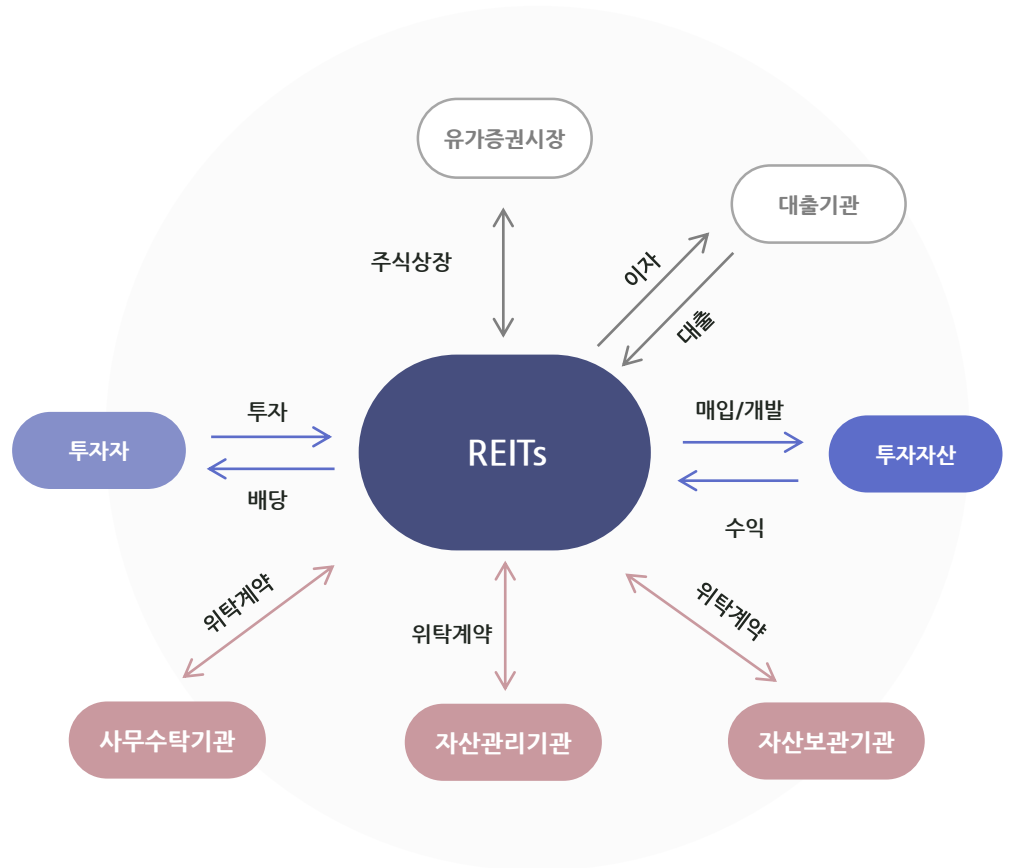 유가증권시장
대출기관
주식상장
이자
대출
투자자
투자
배당
REITs
매입/개발
수익
투자자산
위탁계약
위탁계약
위탁계약
사무수탁기관
자산관리기관
자산보관기관